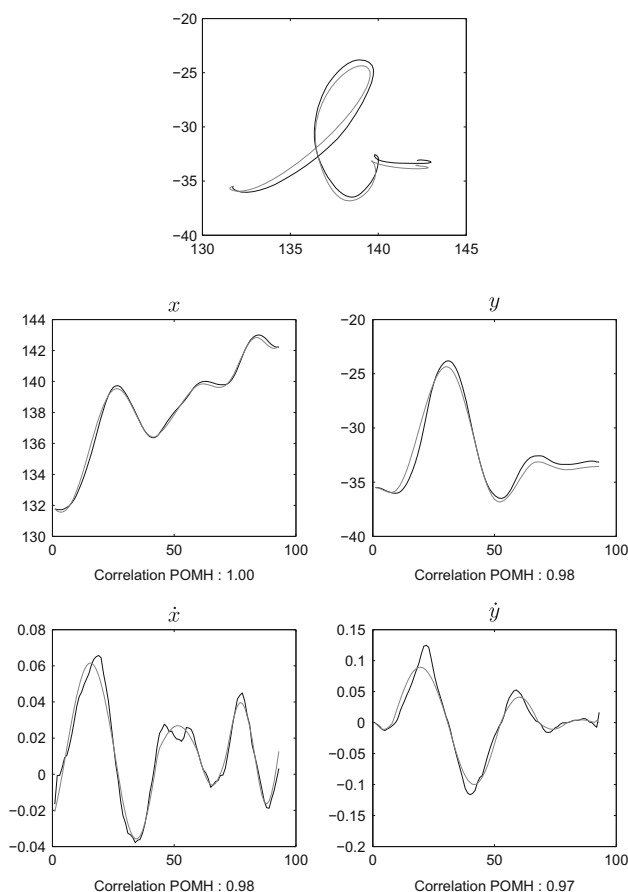 −20
−25
−30
−35
−40
130 135 140 145
x
144
142
140
138
136
134
132
130
0 50 100
Correlation POMH : 1.00
y
−20
−25
−30
−35
−40
0 50 100
Correlation POMH : 0.98
ẋ
0.08
0.06
0.04
0.02
0
−0.02
−0.04
0 50 100
Correlation POMH : 0.98
ẏ
0.15
0.1
0.05
0
−0.05
−0.1
−0.15
−0.2
0 50 100
Correlation POMH : 0.97